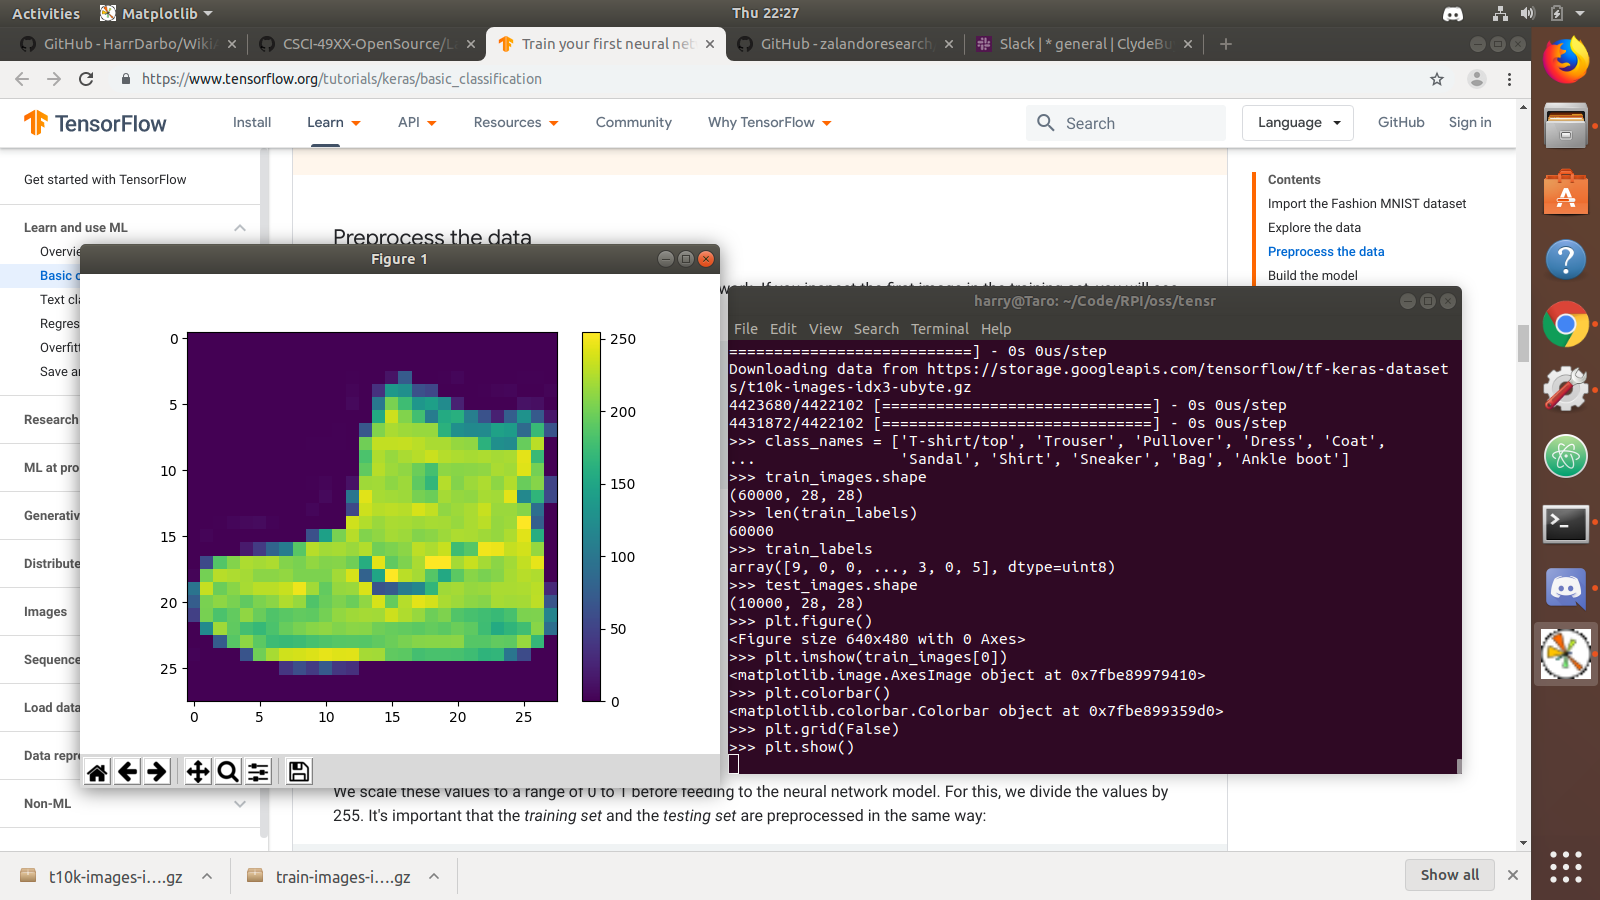 Activities
Matplotlib
Thu 22:27
GitHub - HarrDarbo/Wiki
CSCI-49XX-OpenSource/L
Train your first neural net
GitHub - zalandoresearch
Slack | * general | ClydeBu
https://www.tensorflow.org/tutorials/keras/basic_classification
TensorFlow
Install
Learn
API
Resources
Community
Why TensorFlow
Search
Language
GitHub
Sign in
Get started with TensorFlow
Learn and use ML
Overvie
Basic c
Text cla
Regres
Overfitt
Save an
Research
ML at pro
Generativ
Distribute
Images
Sequence
Load data
Data repre
Non-ML
Preprocess the data
Contents
Import the Fashion MNIST dataset
Explore the data
Preprocess the data
Build the model
Figure 1
0
5
10
15
20
25
0
5
10
15
20
25
250
200
150
100
50
0
harry@Taro: ~/Code/RPI/oss/tensr
File Edit View Search Terminal Help
===========================] - 0s 0us/step
Downloading data from https://storage.googleapis.com/tensorflow/tf-keras-dataset
s/t10k-images-idx3-ubyte.gz
4423680/4422102 [==============================] - 0s 0us/step
4431872/4422102 [==============================] - 0s 0us/step
>>> class_names = ['T-shirt/top', 'Trouser', 'Pullover', 'Dress', 'Coat',
...                'Sandal', 'Shirt', 'Sneaker', 'Bag', 'Ankle boot']
>>> train_images.shape
(60000, 28, 28)
>>> len(train_labels)
60000
>>> train_labels
array([9, 0, 0, ..., 3, 0, 5], dtype=uint8)
>>> test_images.shape
(10000, 28, 28)
>>> plt.figure()
<Figure size 640x480 with 0 Axes>
>>> plt.imshow(train_images[0])
<matplotlib.image.AxesImage object at 0x7fbe89979410>
>>> plt.colorbar()
<matplotlib.colorbar.Colorbar object at 0x7fbe899359d0>
>>> plt.grid(False)
>>> plt.show()
We scale these values to a range of 0 to 1 before feeding to the neural network model. For this, we divide the values by
255. It's important that the training set and the testing set are preprocessed in the same way:
t10k-images-i....gz
train-images-i....gz
Show all